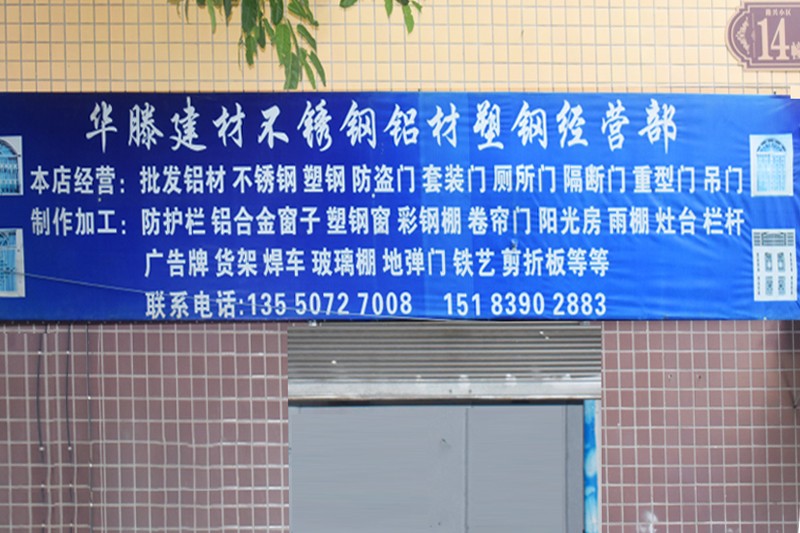 14幢
华滕建材不锈钢铝材塑钢经营部
本店经营：批发铝材 不锈钢 塑钢 防盗门 套装门 厕所门 隔断门 重型门 吊门
制作加工：防护栏 铝合金窗子 塑钢窗 彩钢棚 卷帘门 阳光房 雨棚 灶台 栏杆
广告牌 货架 焊车 玻璃棚 地弹门 铁艺 剪折板等等
联系电话:135 5072 7008 151 8390 2883